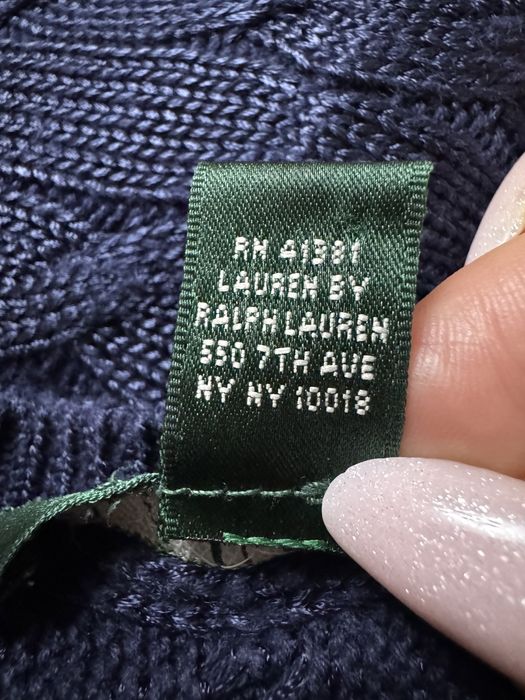 RN 41381
LAUREN BY
RALPH LAUREN
550 7TH AVE
NY NY 10018